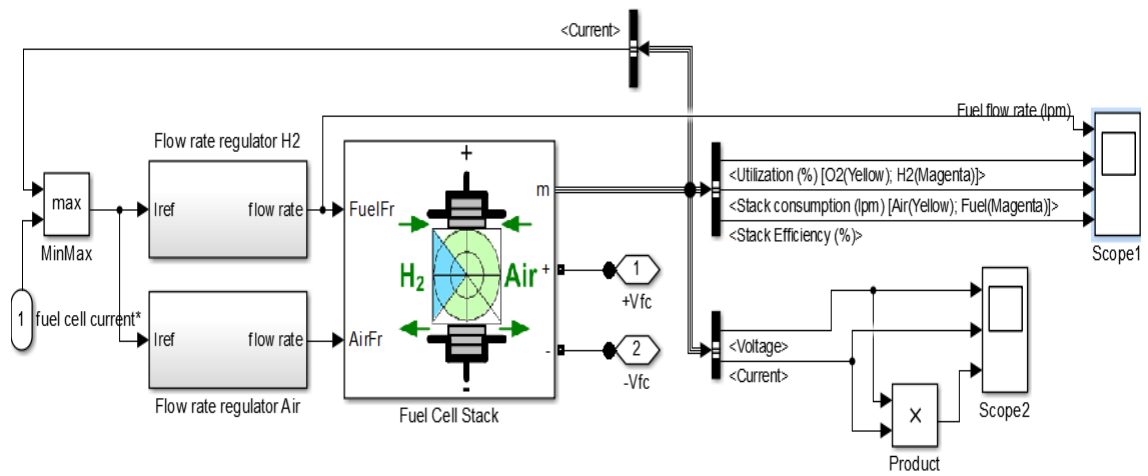 <Current>
Fuel flow rate (lpm)
Flow rate regulator H2
max
MinMax
Iref
flow rate
FuelFr
+
m
<Utilization (%) [O2(Yellow); H2(Magenta)]>
<Stack consumption (lpm) [Air(Yellow; Fuel(Magenta)]>
<Stack Efficiency (%)>
Scope1
H2
Air
+
1
+Vfc
1
fuel cell current*
Iref
flow rate
AirFr
-
-
2
-Vfc
<Voltage>
<Current>
Flow rate regulator Air
Fuel Cell Stack
×
Product
Scope2